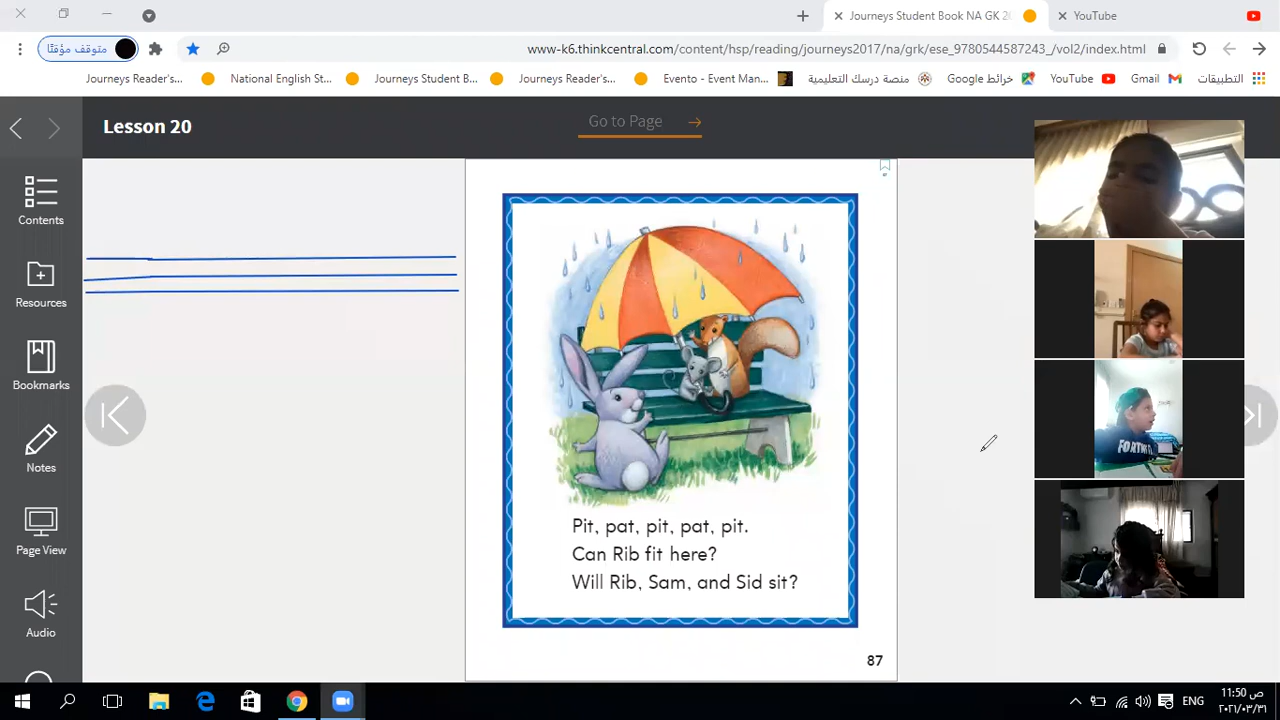 Journeys Student Book NA GK 20
YouTube
متوقف مؤقتًا
www-k6.thinkcentral.com/content/hsp/reading/journeys2017/na/grk/ese_9780544587243_/vol2/index.html
Journeys Reader's...
National English St...
Journeys Student B...
Journeys Reader's...
Evento - Event Man...
منصة درسك التعليمية
خرائط Google
YouTube
Gmail
التطبيقات
Lesson 20
Go to Page
Contents
Resources
Bookmarks
Notes
Page View
Audio
Pit, pat, pit, pat, pit.
Can Rib fit here?
Will Rib, Sam, and Sid sit?
87
ENG
11:50 ص
٢٠٢١/٠٣/٣١